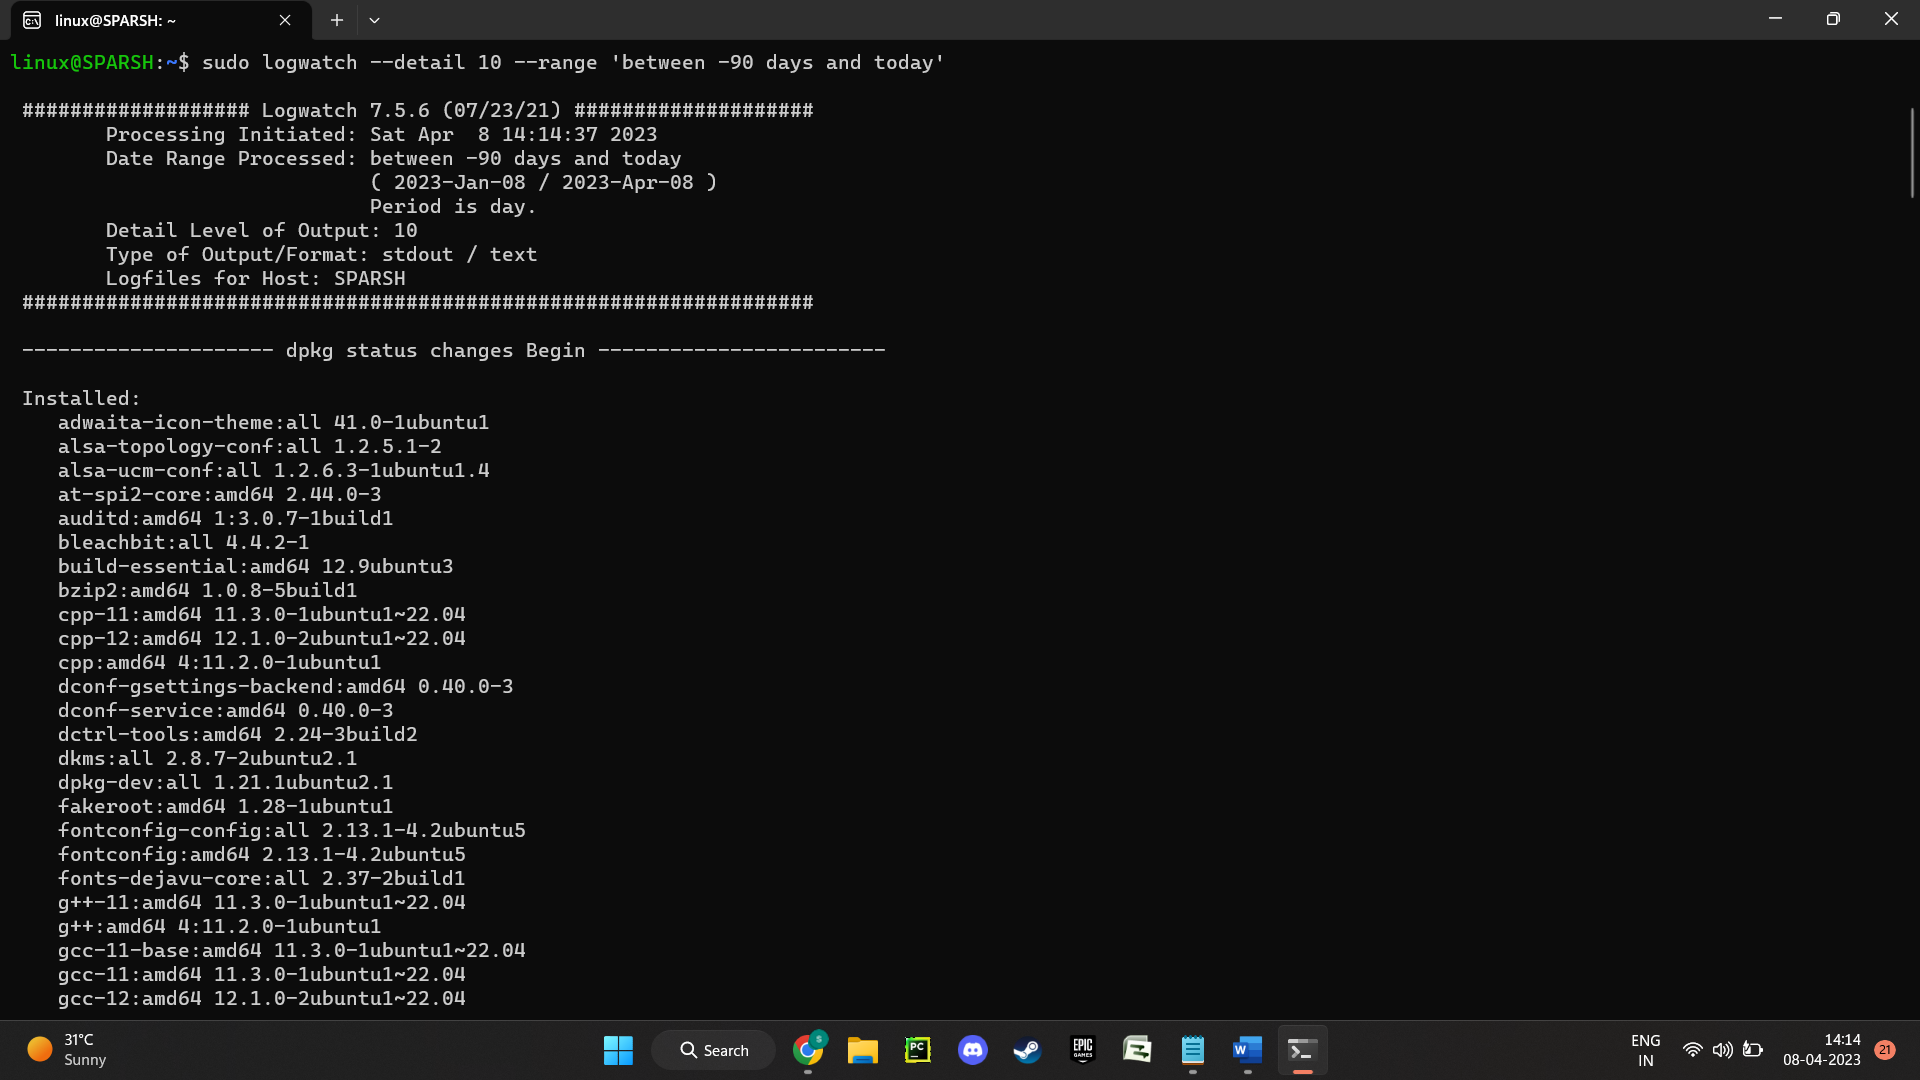 linux@SPARSH: ~
linux@SPARSH:~$ sudo logwatch --detail 10 --range 'between -90 days and today'
################### Logwatch 7.5.6 (07/23/21) ####################
Processing Initiated: Sat Apr  8 14:14:37 2023
Date Range Processed: between -90 days and today
( 2023-Jan-08 / 2023-Apr-08 )
Period is day.
Detail Level of Output: 10
Type of Output/Format: stdout / text
Logfiles for Host: SPARSH
##################################################################
--------------------- dpkg status changes Begin ------------------------
Installed:
adwaita-icon-theme:all 41.0-1ubuntu1
alsa-topology-conf:all 1.2.5.1-2
alsa-ucm-conf:all 1.2.6.3-1ubuntu1.4
at-spi2-core:amd64 2.44.0-3
auditd:amd64 1:3.0.7-1build1
bleachbit:all 4.4.2-1
build-essential:amd64 12.9ubuntu3
bzip2:amd64 1.0.8-5build1
cpp-11:amd64 11.3.0-1ubuntu1~22.04
cpp-12:amd64 12.1.0-2ubuntu1~22.04
cpp:amd64 4:11.2.0-1ubuntu1
dconf-gsettings-backend:amd64 0.40.0-3
dconf-service:amd64 0.40.0-3
dctrl-tools:amd64 2.24-3build2
dkms:all 2.8.7-2ubuntu2.1
dpkg-dev:all 1.21.1ubuntu2.1
fakeroot:amd64 1.28-1ubuntu1
fontconfig-config:all 2.13.1-4.2ubuntu5
fontconfig:amd64 2.13.1-4.2ubuntu5
fonts-dejavu-core:all 2.37-2build1
g++-11:amd64 11.3.0-1ubuntu1~22.04
g++:amd64 4:11.2.0-1ubuntu1
gcc-11-base:amd64 11.3.0-1ubuntu1~22.04
gcc-11:amd64 11.3.0-1ubuntu1~22.04
gcc-12:amd64 12.1.0-2ubuntu1~22.04
31°C
Sunny
Search
S
PC
EPIC
GAMES
W
ENG
IN
14:14
08-04-2023
21